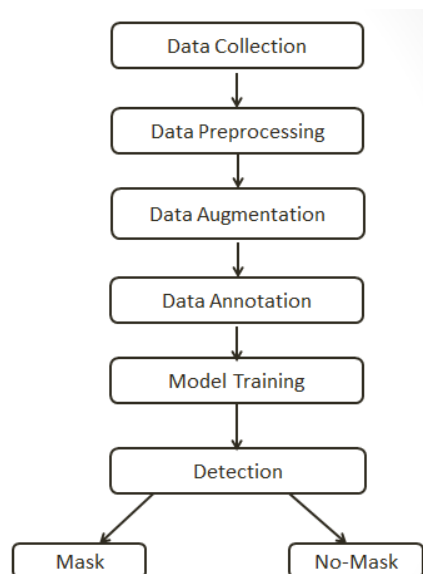 Data Collection
Data Preprocessing
Data Augmentation
Data Annotation
Model Training
Detection
Mask
No-Mask